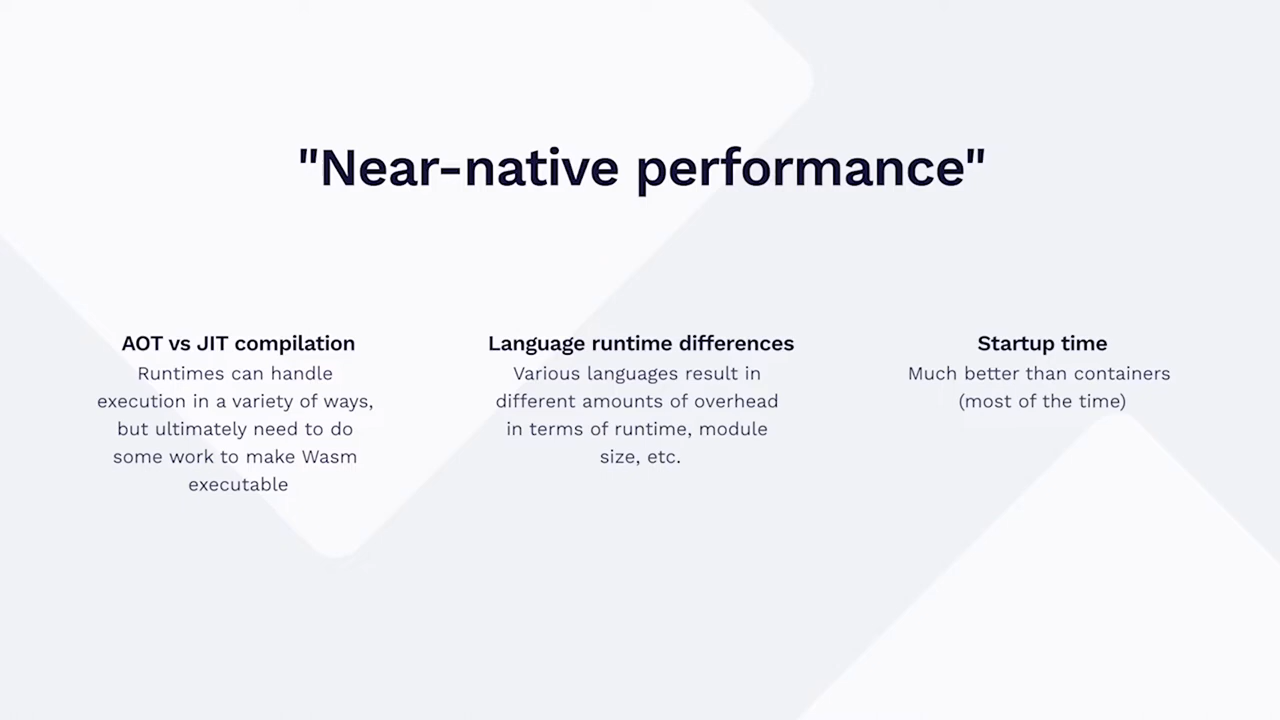 "Near-native performance"
AOT vs JIT compilation
Runtimes can handle
execution in a variety of ways,
but ultimately need to do
some work to make Wasm
executable
Language runtime differences
Various languages result in
different amounts of overhead
in terms of runtime, module
size, etc.
Startup time
Much better than containers
(most of the time)